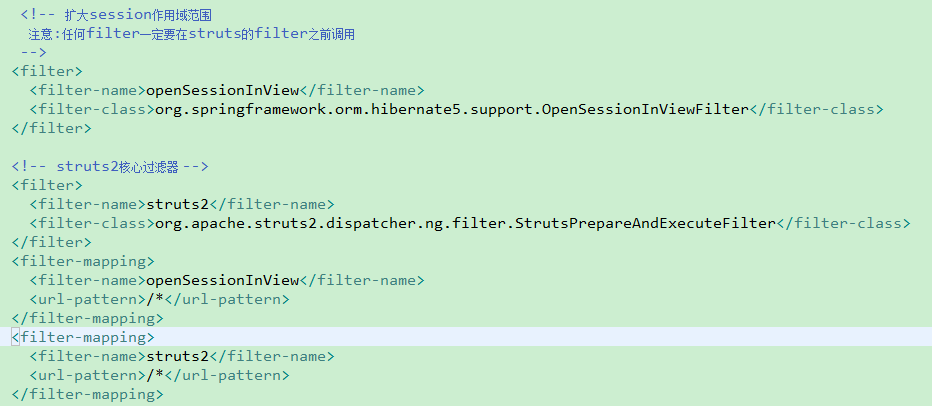 <!-- 扩大session作用域范围
注意:任何filter一定要在struts的filter之前调用
-->
<filter>
<filter-name>openSessionInView</filter-name>
<filter-class>org.springframework.orm.hibernate5.support.OpenSessionInViewFilter</filter-class>
</filter>
<!-- struts2核心过滤器 -->
<filter>
<filter-name>struts2</filter-name>
<filter-class>org.apache.struts2.dispatcher.ng.filter.StrutsPrepareAndExecuteFilter</filter-class>
</filter>
<filter-mapping>
<filter-name>openSessionInView</filter-name>
<url-pattern>/*</url-pattern>
</filter-mapping>
<filter-mapping>
<filter-name>struts2</filter-name>
<url-pattern>/*</url-pattern>
</filter-mapping>